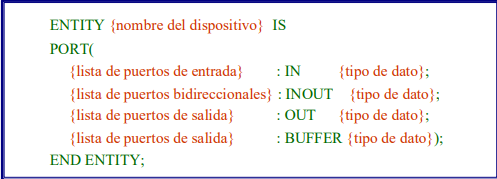 ENTITY {nombre del dispositivo} IS
PORT(
{lista de puertos de entrada} : IN {tipo de dato};
{lista de puertos bidireccionales} : INOUT {tipo de dato};
{lista de puertos de salida} : OUT {tipo de dato};
{lista de puertos de salida} : BUFFER {tipo de dato});
END ENTITY;